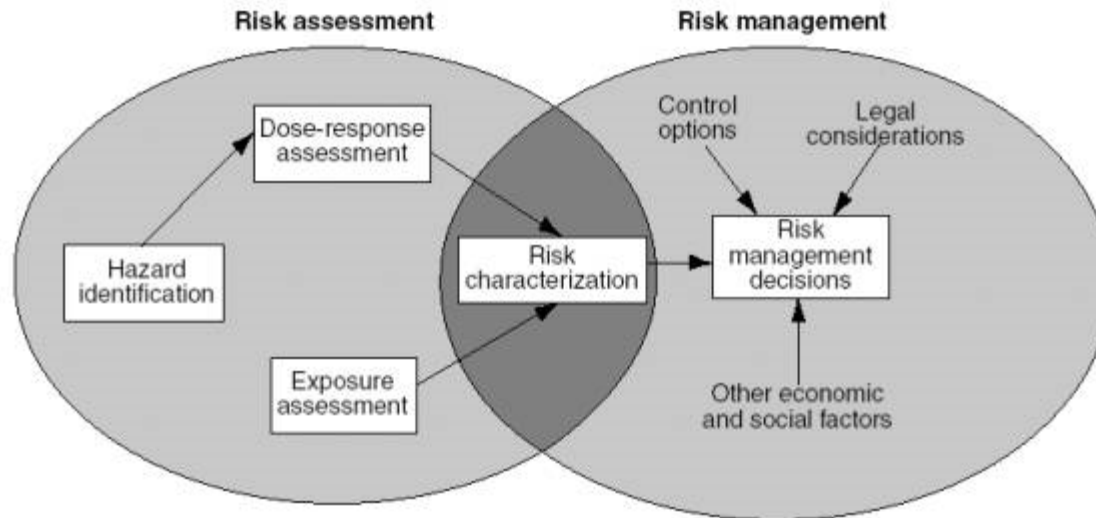 Risk assessment
Risk management
Dose-response
assessment
Control
options
Legal
considerations
Hazard
identification
Risk
characterization
Risk
management
decisions
Exposure
assessment
Other economic
and social factors